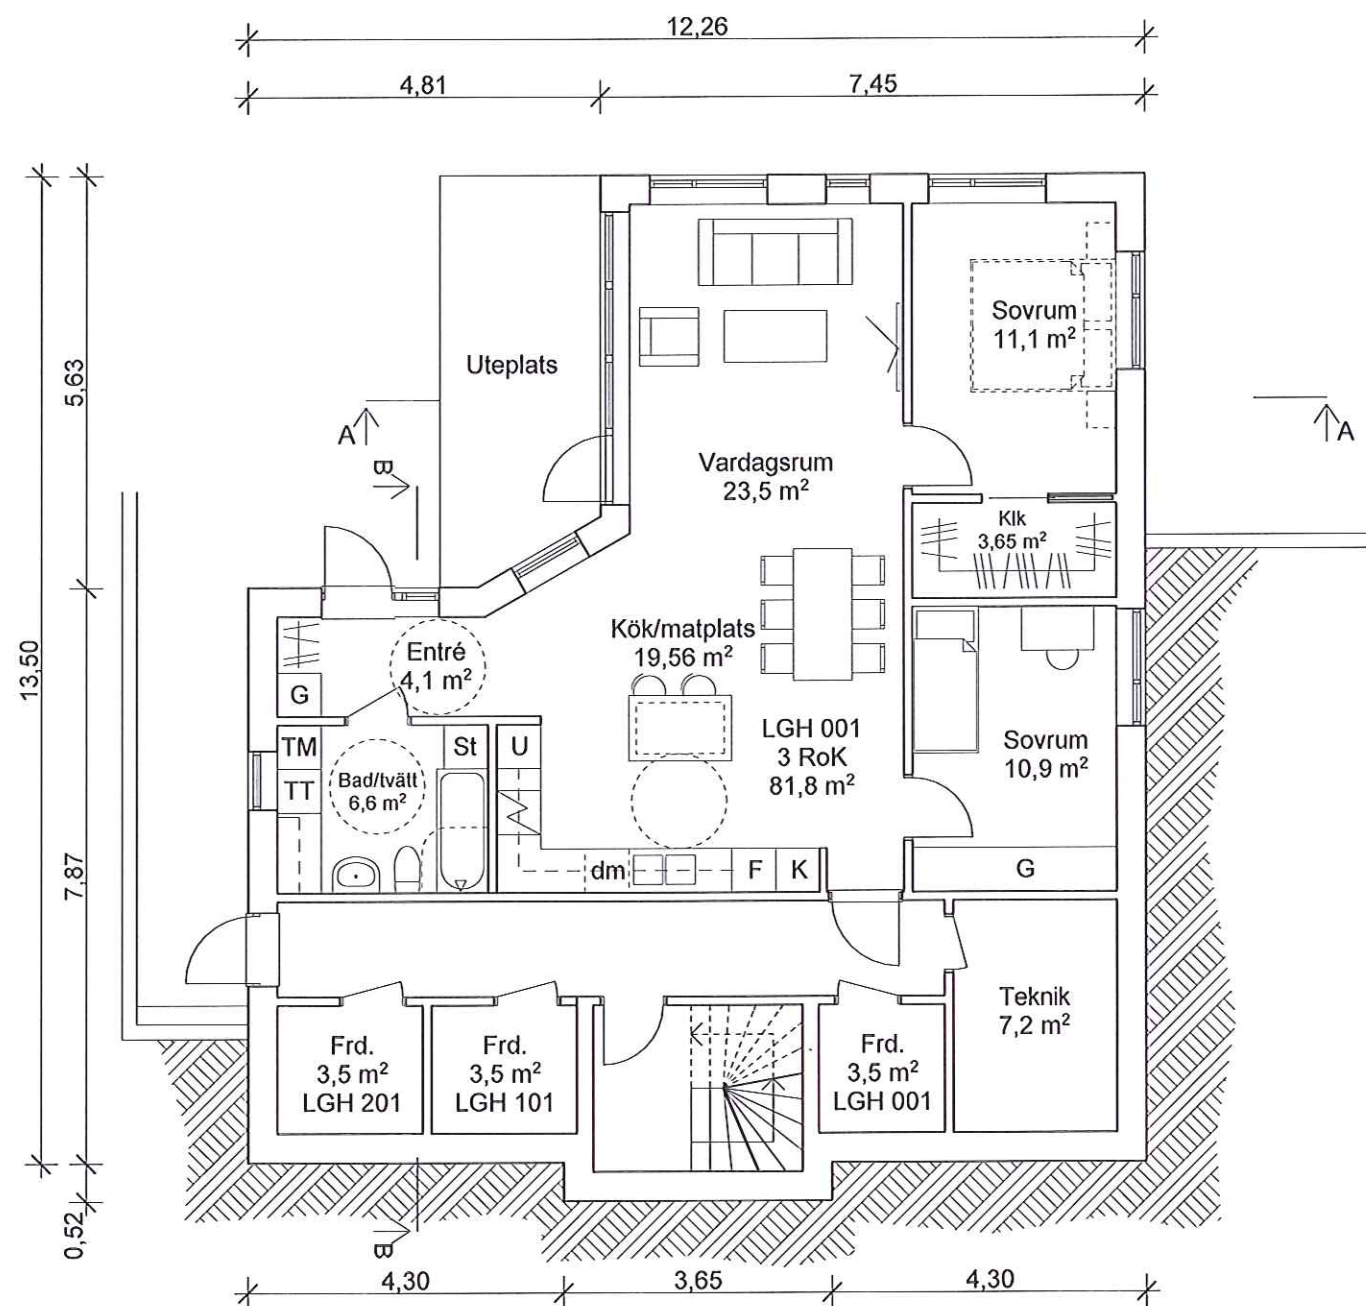 12,26
4,81
7,45
13,50
5,63
7,87
0,52
Uteplats
A
B
Sovrum
11,1 m²
A
Vardagsrum
23,5 m²
Klk
3,65 m²
Kök/matplats
19,56 m²
Entré
4,1 m²
G
TM
TT
St
U
Bad/tvätt
6,6 m²
LGH 001
3 RoK
81,8 m²
Sovrum
10,9 m²
dm
F
K
G
Teknik
7,2 m²
Frd.
3,5 m²
LGH 201
Frd.
3,5 m²
LGH 101
Frd.
3,5 m²
LGH 001
B
4,30
3,65
4,30